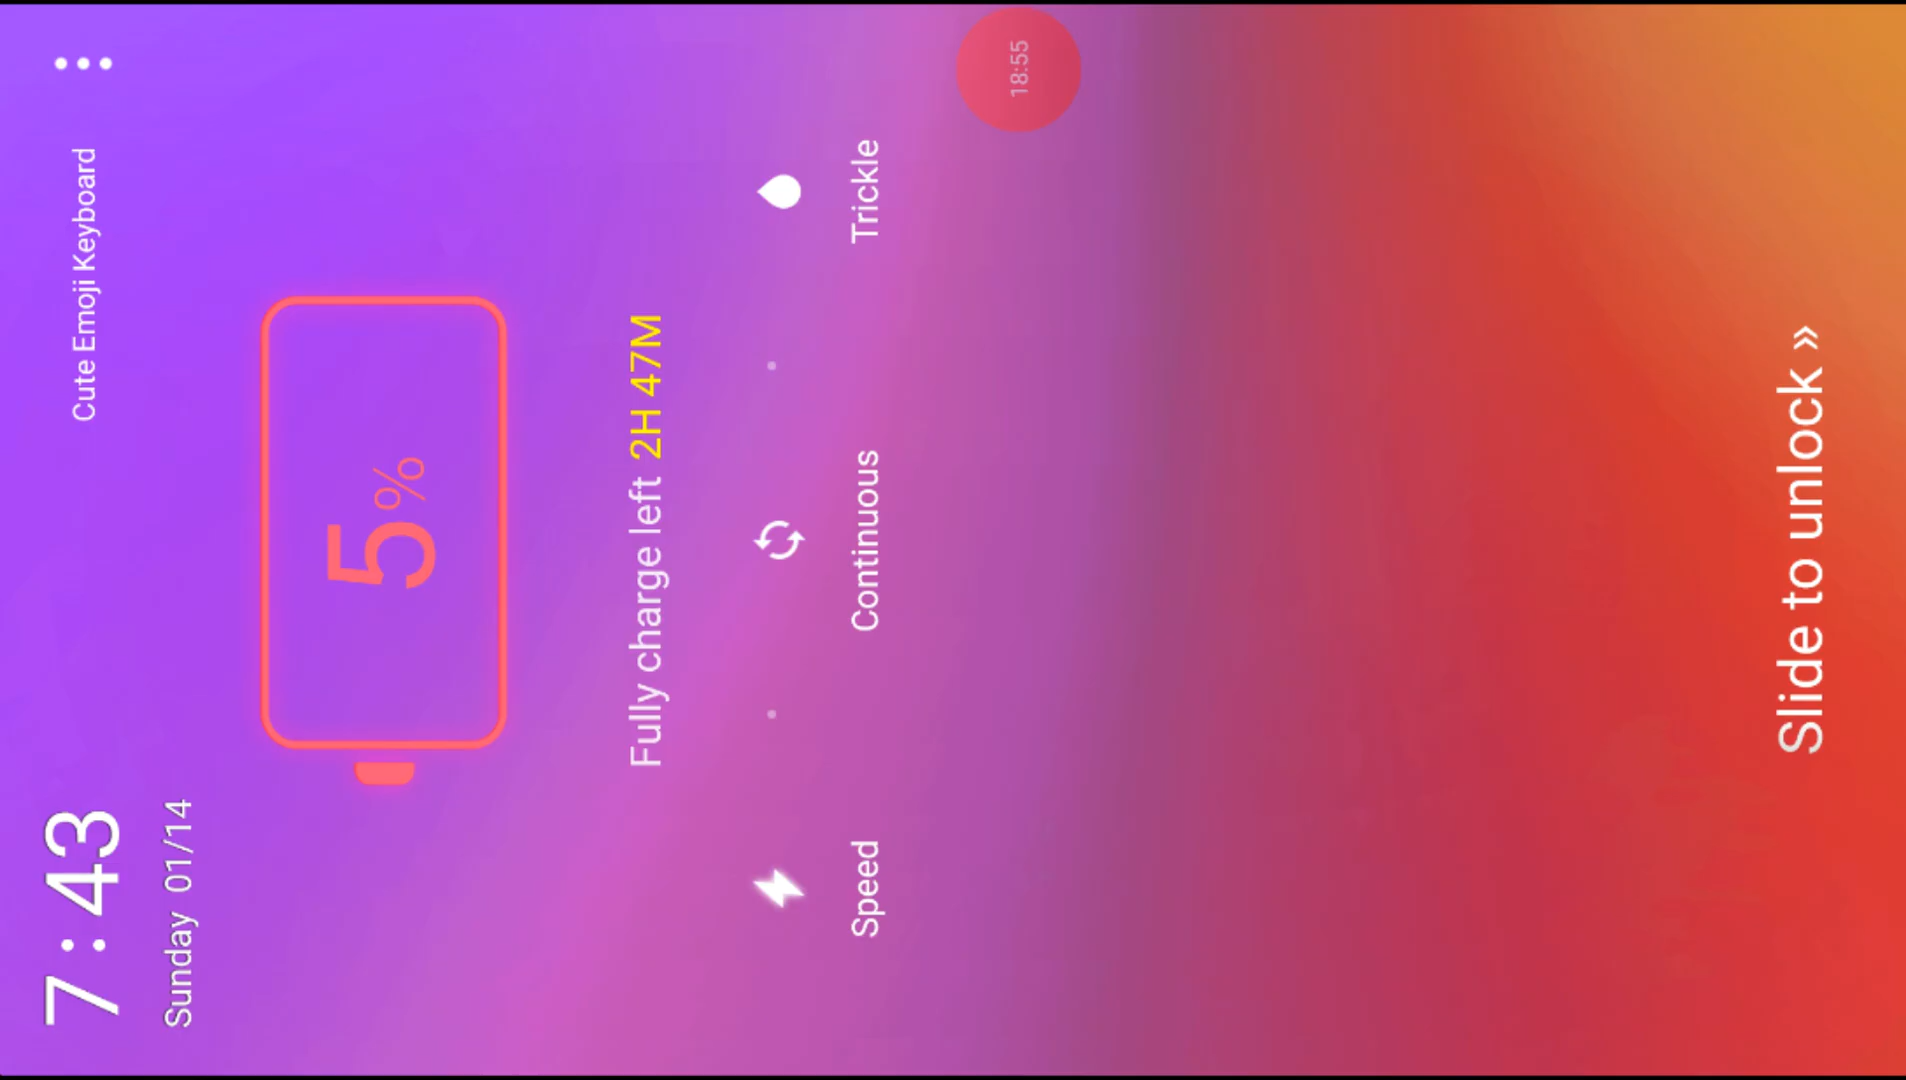 7:43
Cute Emoji Keyboard
Sunday 01/14
5%
Fully charge left 2H 47M
Speed
Continuous
Trickle
18:55
Slide to unlock »